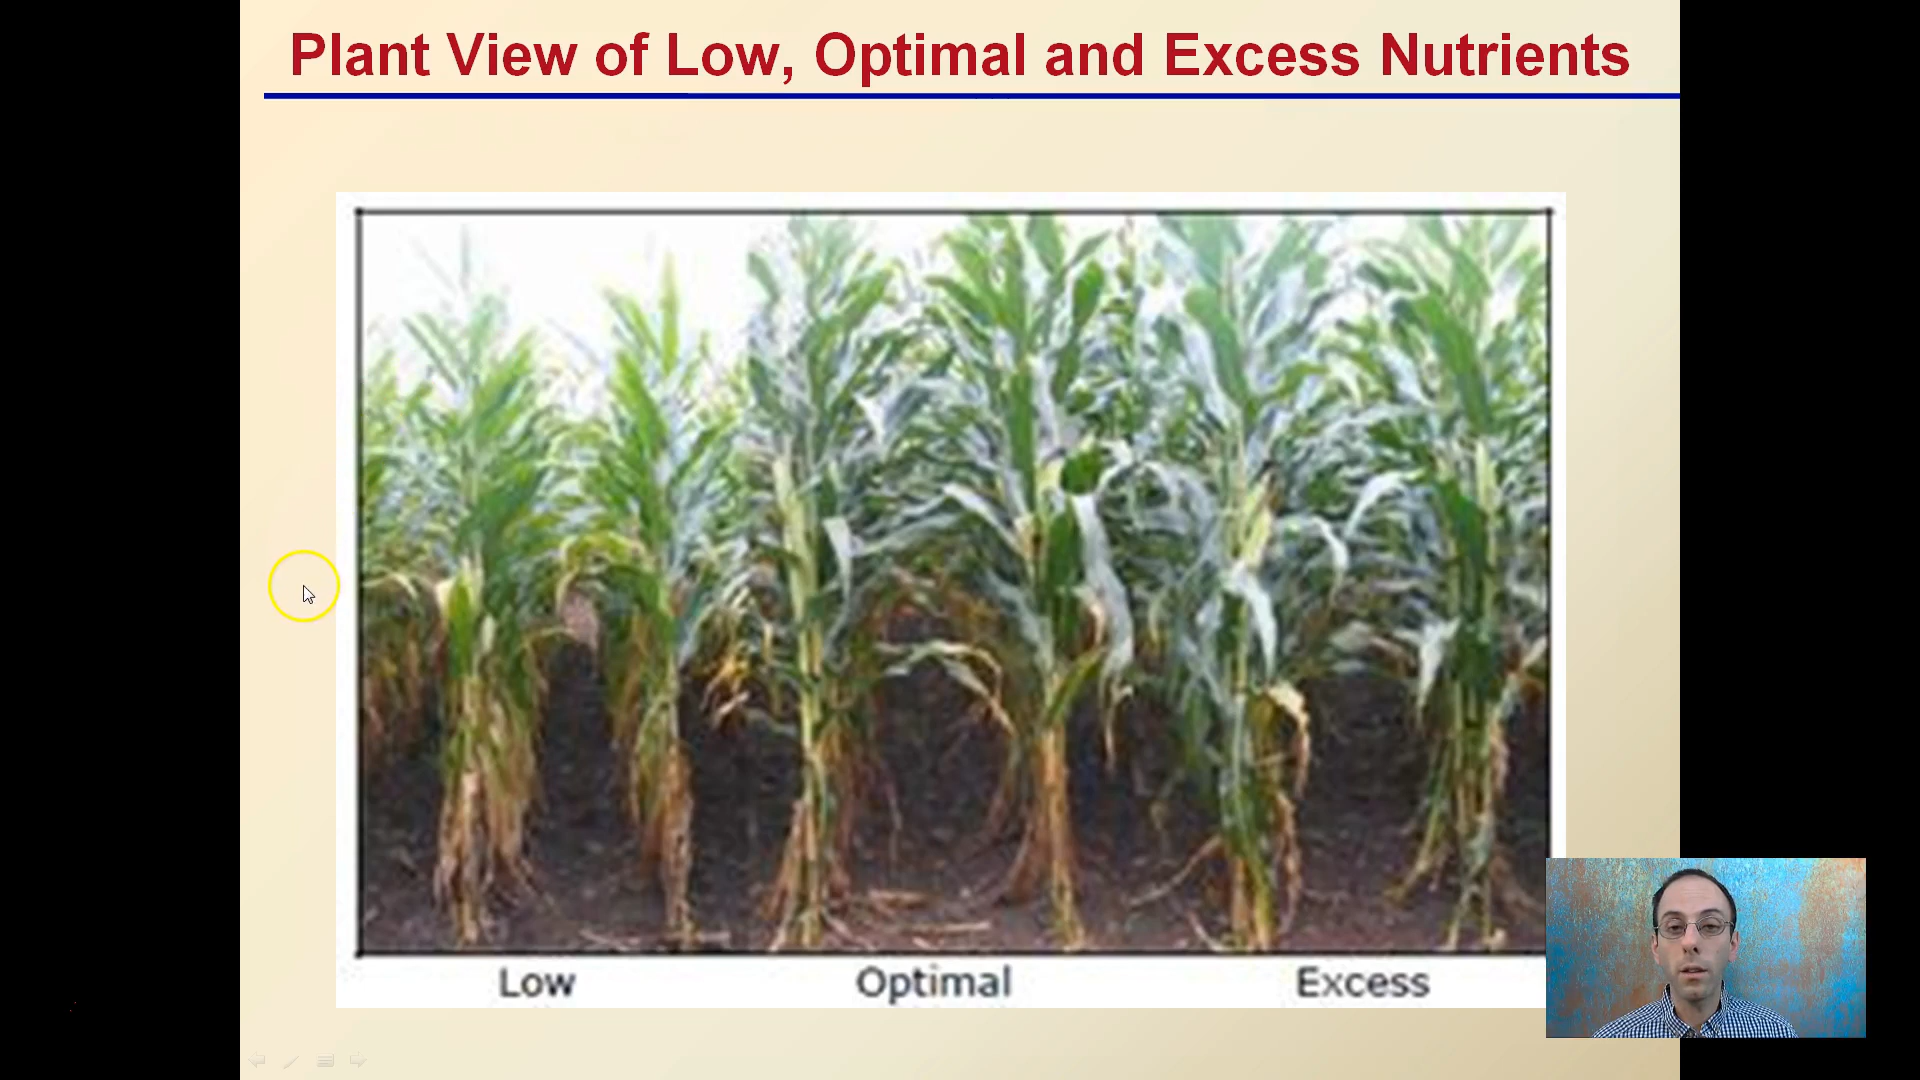 Plant View of Low, Optimal and Excess Nutrients
Low Optimal Excess